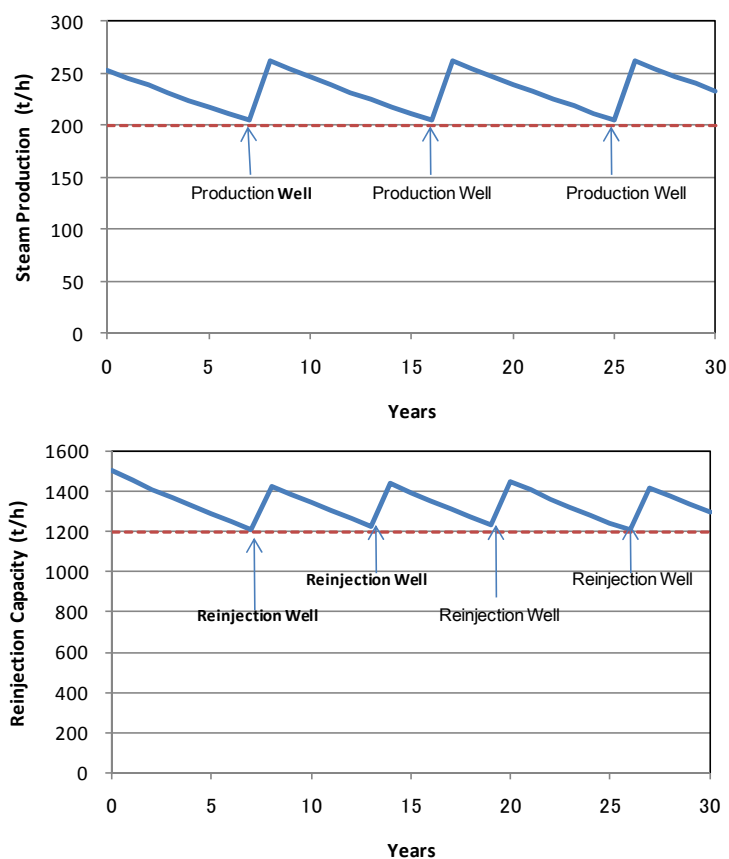 300
250
200
150
100
50
0
Steam Production (t/h)
Production Well Production Well Production Well
0 5 10 15 20 25 30
Years
1600
1400
1200
1000
800
600
400
200
0
Reinjection Capacity (t/h)
Reinjection Well Reinjection Well
Reinjection Well Reinjection Well
0 5 10 15 20 25 30
Years